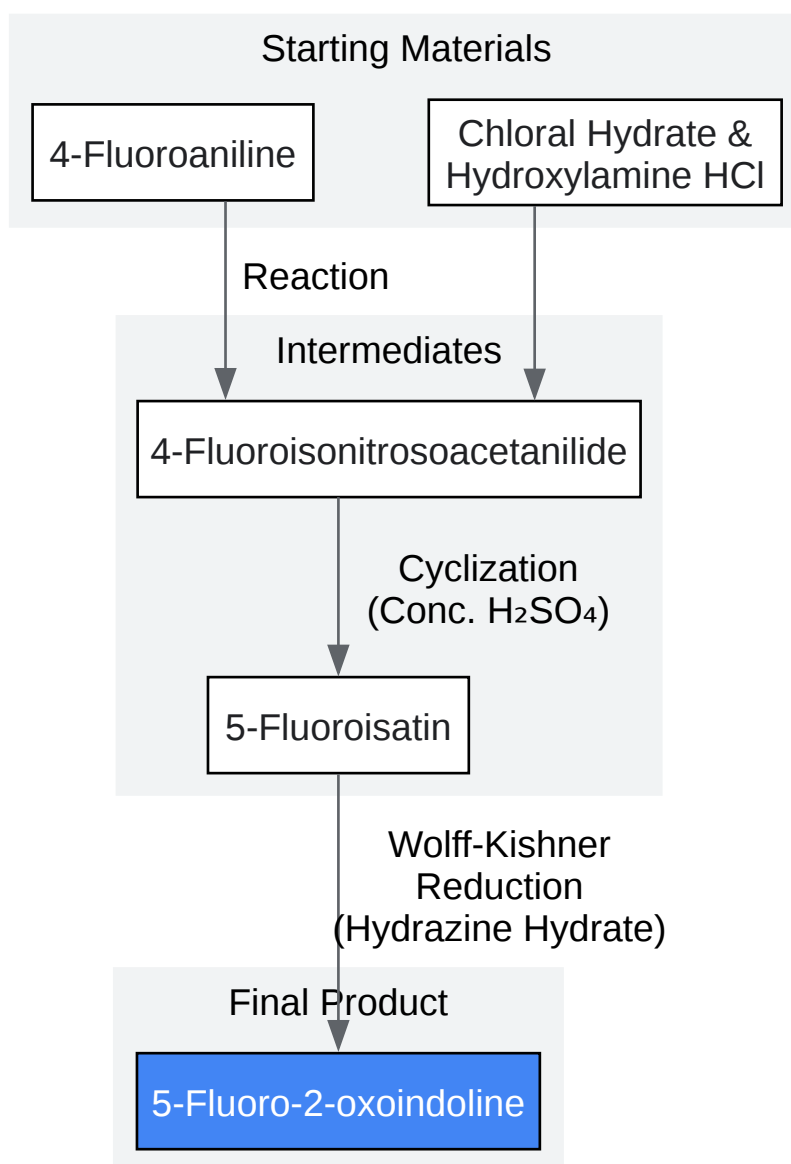 Starting Materials
4-Fluoroaniline
Chloral Hydrate &
Hydroxylamine HCl
Reaction
Intermediates
4-Fluoroisonitrosoacetanilide
Cyclization
(Conc. H₂SO₄)
5-Fluoroisatin
Wolff-Kishner
Reduction
(Hydrazine Hydrate)
Final Product
5-Fluoro-2-oxoindoline